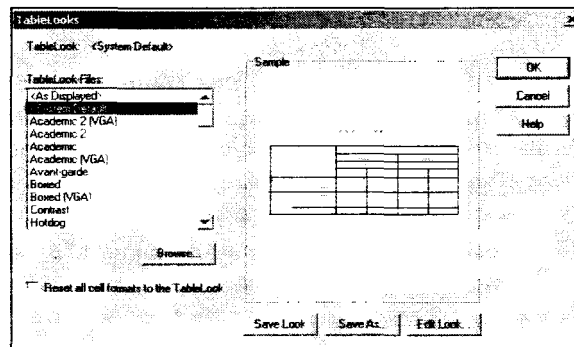 TableLooks
TableLook: <System Default>
TableLook Files:
<As Displayed>
Academic 2 (VGA)
Academic 2
Academic
Academic (VGA)
Avant-garde
Boxed
Boxed (VGA)
Contrast
Hotdog
Browse...
Reset all cell formats to the TableLook
Sample
OK
Cancel
Help
Save Look
Save As...
Edit Look...